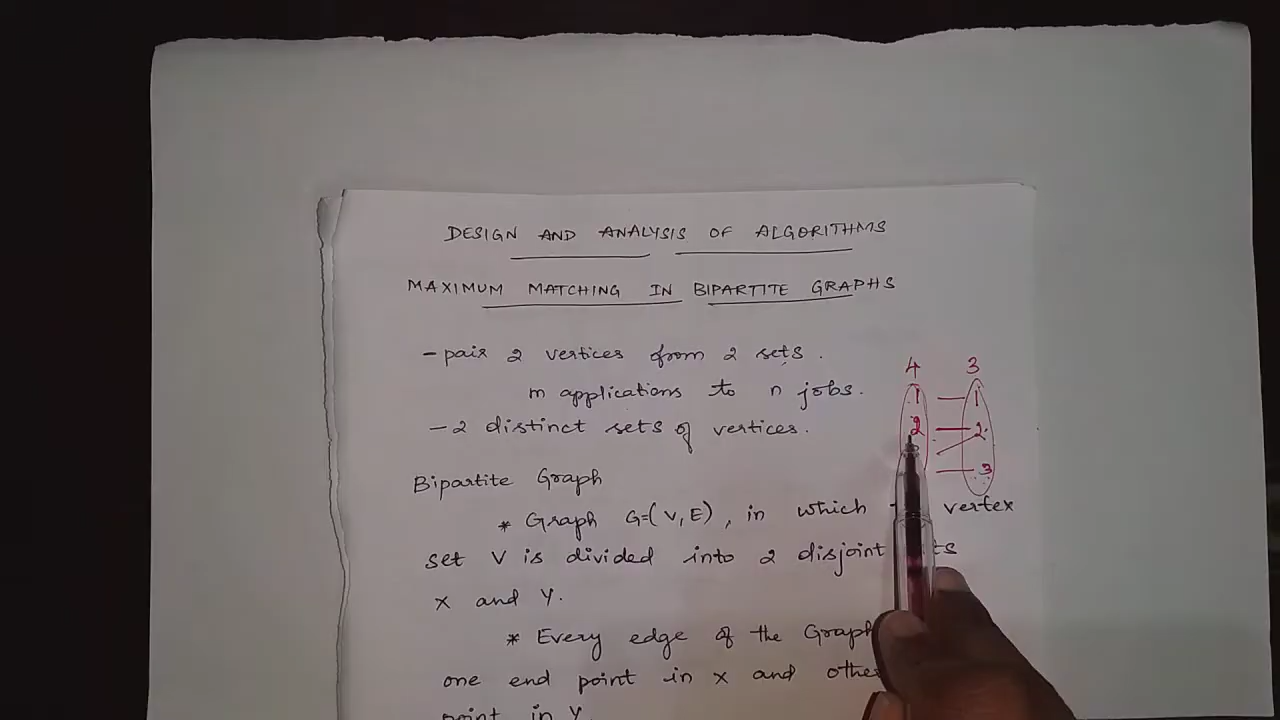 DESIGN AND ANALYSIS OF ALGORITHMS
MAXIMUM MATCHING IN BIPARTITE GRAPHS
- pair 2 vertices from 2 sets.
m applications to n jobs.
- 2 distinct sets of vertices.
4 3
1 1
2 2
3
Bipartite Graph
* Graph G=(V,E), in which vertex
set V is divided into 2 disjoint
X and Y.
* Every edge of the Graph
one end point in X and other
point in Y.